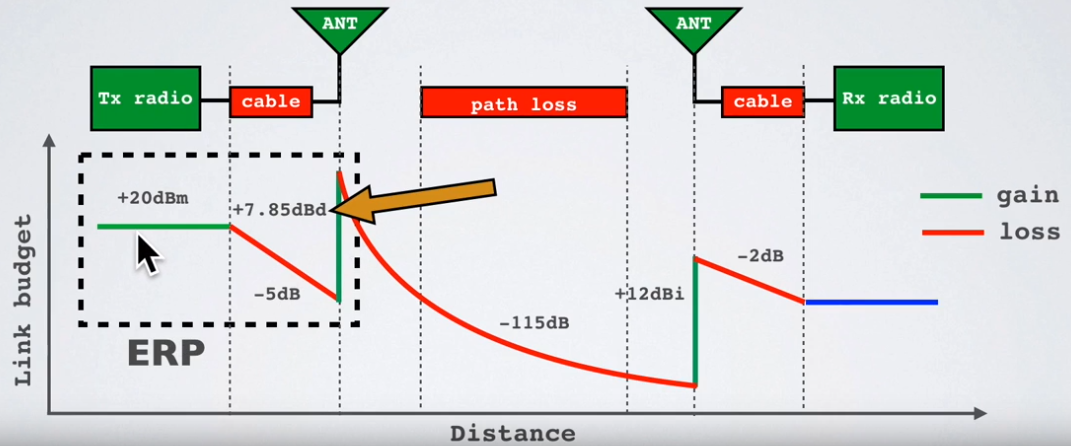 ANT
ANT
Tx radio
cable
path loss
cable
Rx radio
+20dBm
+7.85dBd
-5dB
ERP
-115dB
+12dBi
-2dB
gain
loss
Link budget
Distance